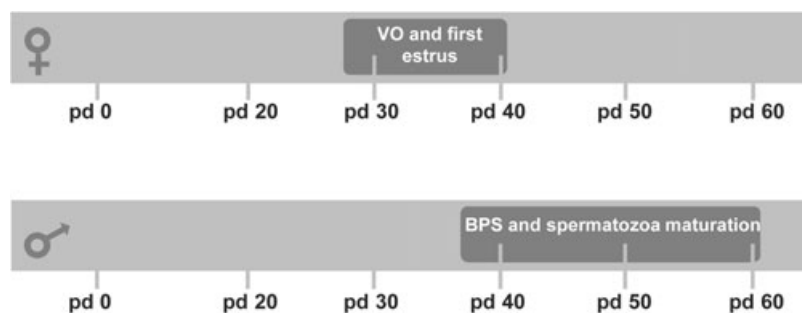 VO and first
estrus
pd 0 pd 20 pd 30 pd 40 pd 50 pd 60
BPS and spermatozoa maturation
pd 0 pd 20 pd 30 pd 40 pd 50 pd 60